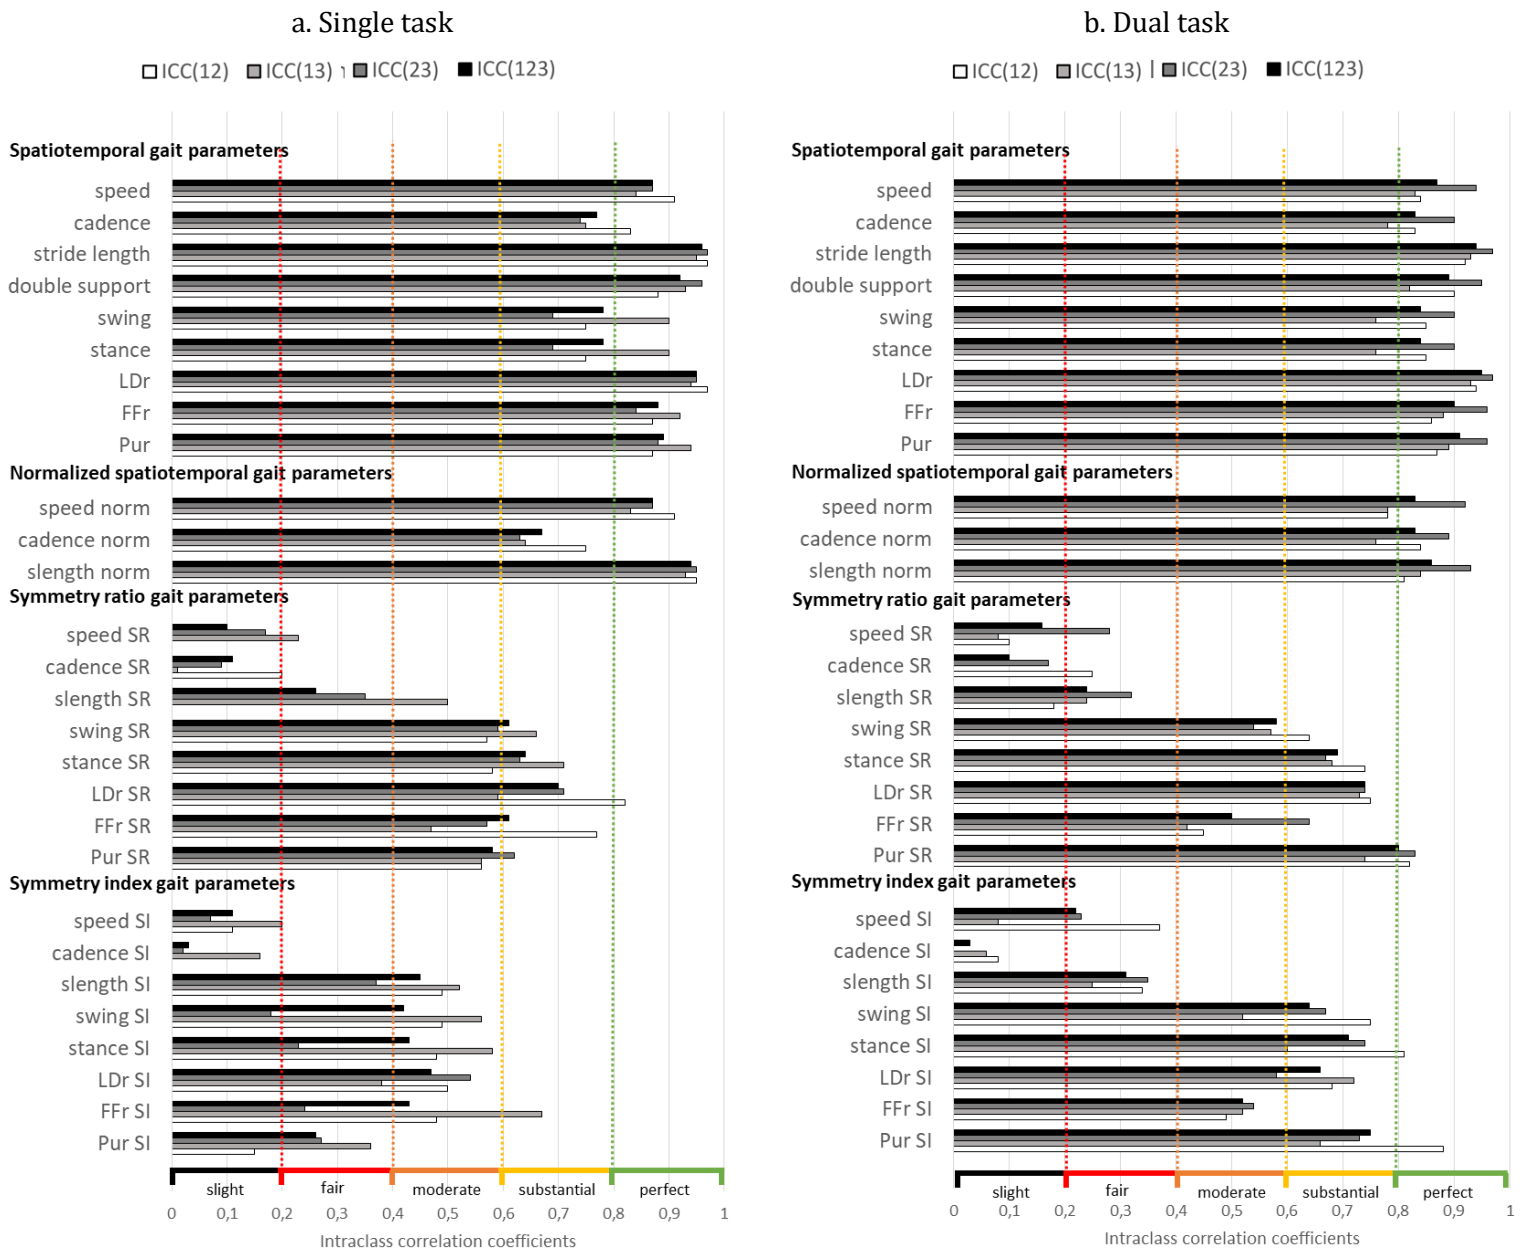 a. Single task
ICC(12) ICC(13) ICC(23) ICC(123)
Spatiotemporal gait parameters
speed
cadence
stride length
double support
swing
stance
LDr
FFr
Pur
Normalized spatiotemporal gait parameters
speed norm
cadence norm
slength norm
Symmetry ratio gait parameters
speed SR
cadence SR
slength SR
swing SR
stance SR
LDr SR
FFr SR
Pur SR
Symmetry index gait parameters
speed SI
cadence SI
slength SI
swing SI
stance SI
LDr SI
FFr SI
Pur SI
slight fair moderate substantial perfect
0 0,1 0,2 0,3 0,4 0,5 0,6 0,7 0,8 0,9 1
Intraclass correlation coefficients
b. Dual task
ICC(12) ICC(13) ICC(23) ICC(123)
Spatiotemporal gait parameters
speed
cadence
stride length
double support
swing
stance
LDr
FFr
Pur
Normalized spatiotemporal gait parameters
speed norm
cadence norm
slength norm
Symmetry ratio gait parameters
speed SR
cadence SR
slength SR
swing SR
stance SR
LDr SR
FFr SR
Pur SR
Symmetry index gait parameters
speed SI
cadence SI
slength SI
swing SI
stance SI
LDr SI
FFr SI
Pur SI
slight fair moderate substantial perfect
0 0,1 0,2 0,3 0,4 0,5 0,6 0,7 0,8 0,9 1
Intraclass correlation coefficients